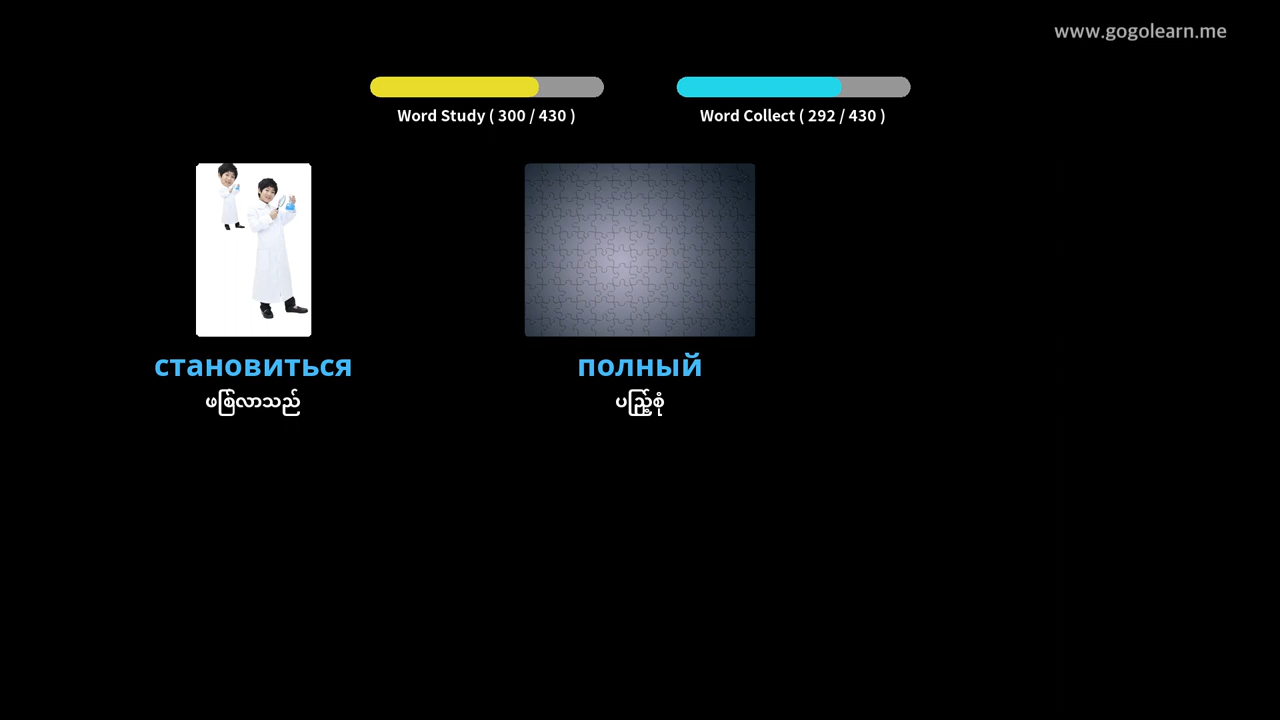 www.gogolearn.me
Word Study ( 300 / 430 )
Word Collect ( 292 / 430 )
становиться
ဖစ်လာသည်
полный
ပြည့်စုံ